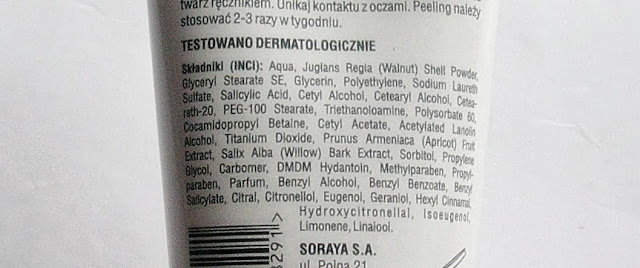 twarz ręcznikiem. Unikaj kontaktu z oczami. Peeling należy
stosować 2-3 razy w tygodniu.
TESTOWANO DERMATOLOGICZNIE
Składniki (INCI): Aqua, Juglans Regia (Walnut) Shell Powder,
Glyceryl Stearate SE, Glycerin, Polyethylene, Sodium Laureth
Sulfate, Salicylic Acid, Cetyl Alcohol, Cetearyl Alcohol, Cetea-
reth-20, PEG-100 Stearate, Triethanoloamine, Polysorbate 60,
Cocamidopropyl Betaine, Cetyl Acetate, Acetylated Lanolin
Alcohol, Titanium Dioxide, Prunus Armeniaca (Apricot) Fruit
Extract, Salix Alba (Willow) Bark Extract, Sorbitol, Propylene
Glycol, Carbomer, DMDM Hydantoin, Methylparaben, Propyl-
paraben, Parfum, Benzyl Alcohol, Benzyl Benzoate, Benzyl
Salicylate, Citral, Citronellol, Eugenol, Geraniol, Hexyl Cinnamal,
Hydroxycitronellal, Isoeugenol,
Limonene, Linalool.
SORAYA S.A.
ul. Polna 21